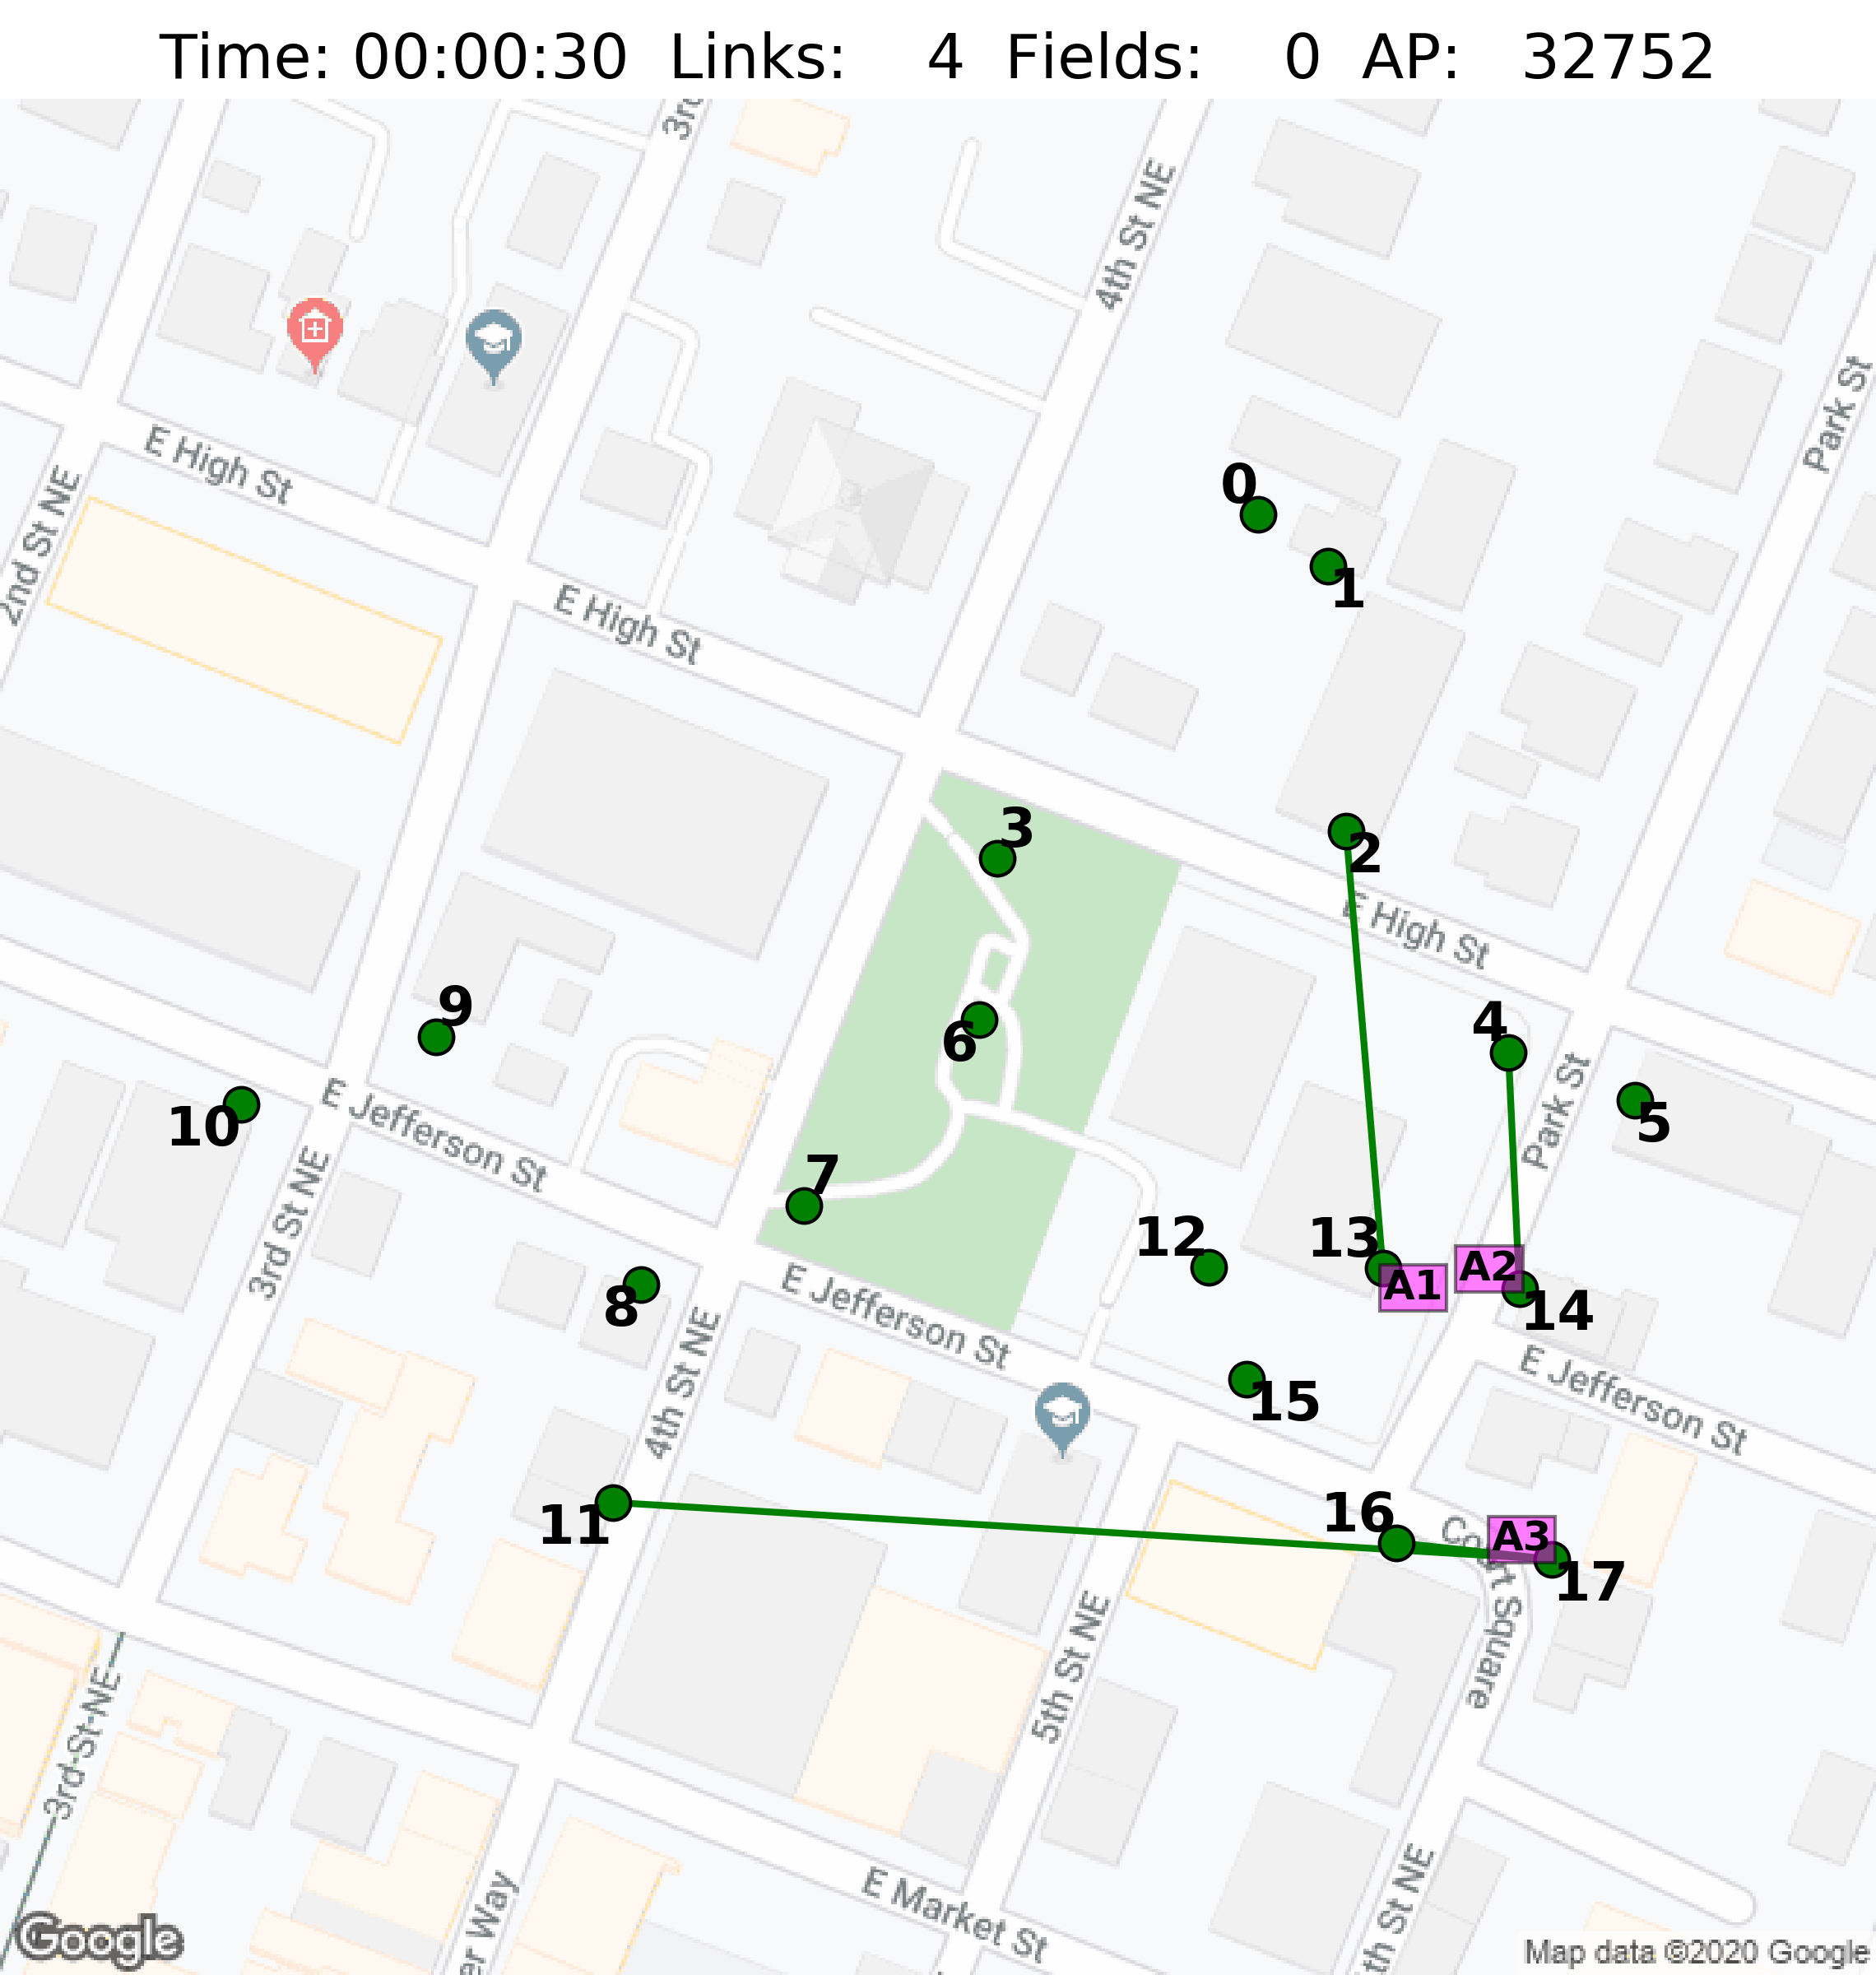 Time: 00:00:30 Links: 4 Fields: 0 AP: 32752
3rd
4th St NE
Park St
E High St
2nd St NE
0
1
E High St
3
2
E High St
9
6
4
5
10
E Jefferson St
Park St
3rd St NE
7
12
13
A1
A2
14
8
E Jefferson St
4th St NE
15
E Jefferson St
11
16
A3
17
Court Square
5th St NE
3rd St NE
E Market St
er Way
th St NE
Google
Map data ©2020 Google